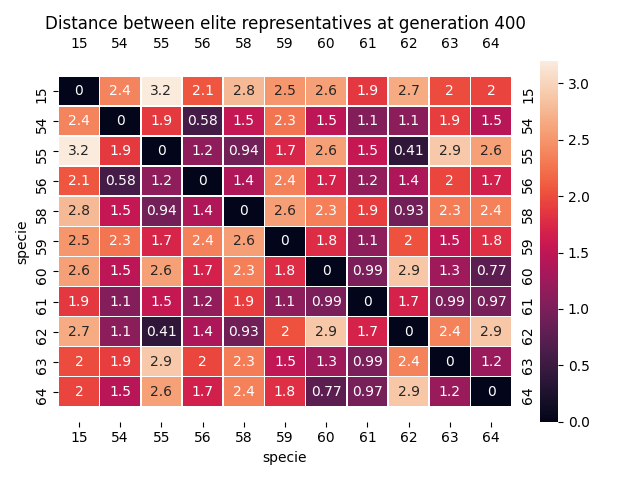 Distance between elite representatives at generation 400
15 54 55 56 58 59 60 61 62 63 64
15 0 2.4 3.2 2.1 2.8 2.5 2.6 1.9 2.7 2 2 15
54 2.4 0 1.9 0.58 1.5 2.3 1.5 1.1 1.1 1.9 1.5 54
55 3.2 1.9 0 1.2 0.94 1.7 2.6 1.5 0.41 2.9 2.6 55
56 2.1 0.58 1.2 0 1.4 2.4 1.7 1.2 1.4 2 1.7 56
58 2.8 1.5 0.94 1.4 0 2.6 2.3 1.9 0.93 2.3 2.4 58
59 2.5 2.3 1.7 2.4 2.6 0 1.8 1.1 2 1.5 1.8 59
60 2.6 1.5 2.6 1.7 2.3 1.8 0 0.99 2.9 1.3 0.77 60
61 1.9 1.1 1.5 1.2 1.9 1.1 0.99 0 1.7 0.99 0.97 61
62 2.7 1.1 0.41 1.4 0.93 2 2.9 1.7 0 2.4 2.9 62
63 2 1.9 2.9 2 2.3 1.5 1.3 0.99 2.4 0 1.2 63
64 2 1.5 2.6 1.7 2.4 1.8 0.77 0.97 2.9 1.2 0 64
15 54 55 56 58 59 60 61 62 63 64
specie
specie
3.0
2.5
2.0
1.5
1.0
0.5
0.0